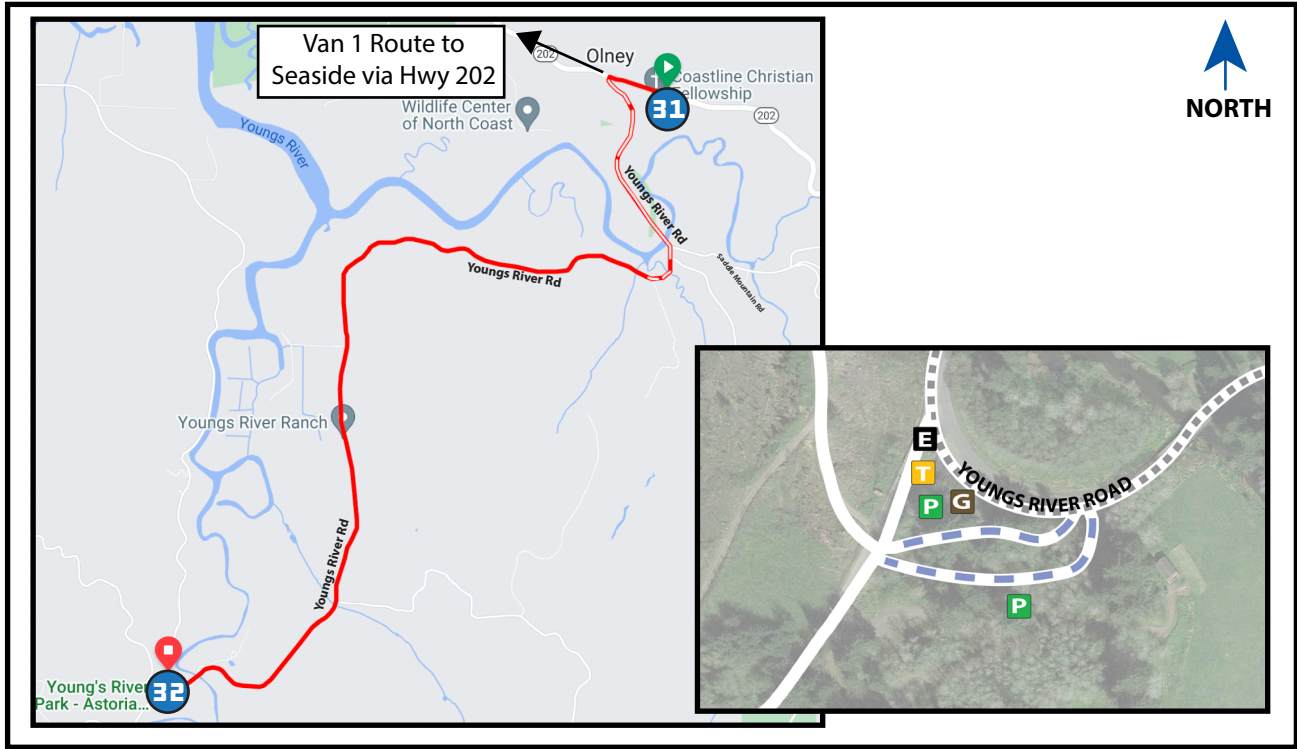 Van 1 Route to
Seaside via Hwy 202
202
Olney
Coastline Christian
Fellowship
31
202
NORTH
Wildlife Center
of North Coast
Youngs River
Youngs River Rd
Youngs River Rd
Saddle Mountain Rd
Youngs River Ranch
Youngs River Rd
Young's River
Park - Astoria...
32
E
T
P
G
YOUNGS RIVER ROAD
P